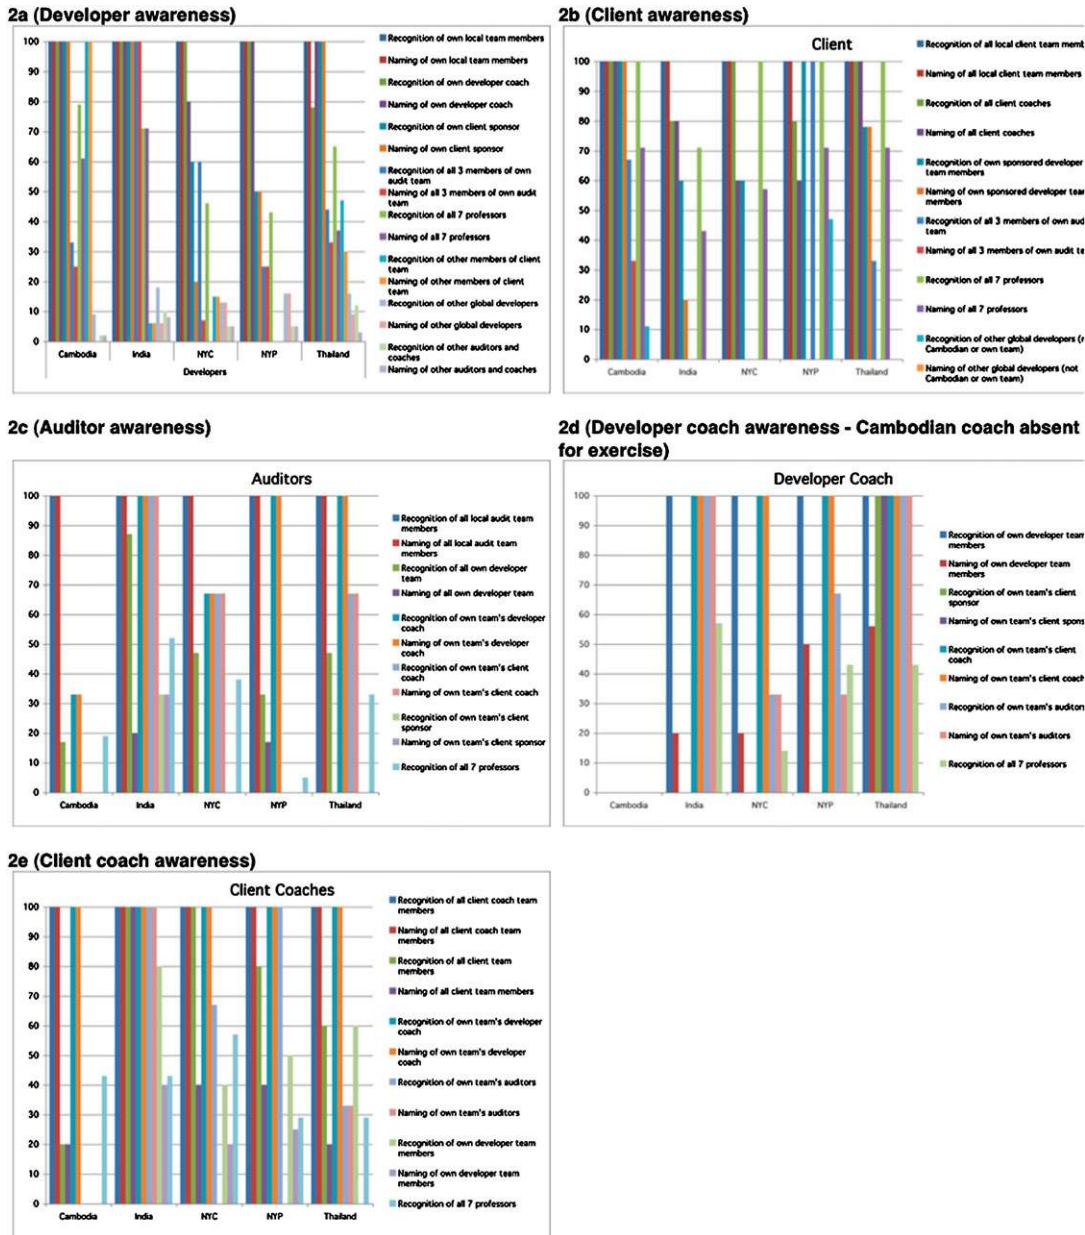 2a (Developer awareness)
100
90
80
70
60
50
40
30
20
10
0
Cambodia India NYC NYP Thailand
Developers
Recognition of own local team members
Naming of own local team members
Recognition of own developer coach
Naming of own developer coach
Recognition of own client sponsor
Naming of own client sponsor
Recognition of all 3 members of own
audit team
Naming of all 3 members of own audit
team
Recognition of all 7 professors
Naming of all 7 professors
Recognition of other members of client
team
Naming of other members of client
team
Recognition of other global developers
Naming of other global developers
Recognition of other auditors and
coaches
Naming of other auditors and coaches
2b (Client awareness)
Client
100
90
80
70
60
50
40
30
20
10
0
Cambodia India NYC NYP Thailand
Recognition of all local client team memb
Naming of all local client team members
Recognition of all client coaches
Naming of all client coaches
Recognition of own sponsored developer
team members
Naming of own sponsored developer team
members
Recognition of all 3 members of own aud
team
Naming of all 3 members of own audit te
Recognition of all 7 professors
Naming of all 7 professors
Recognition of other global developers (n
Cambodian or own team)
Naming of other global developers (not
Cambodian or own team)
2c (Auditor awareness)
Auditors
100
90
80
70
60
50
40
30
20
10
0
Cambodia India NYC NYP Thailand
Recognition of all local audit team
members
Naming of all local audit team
members
Recognition of all own developer
team
Naming of all own developer team
Recognition of own team's developer
coach
Naming of own team's developer
coach
Recognition of own team's client
coach
Naming of own team's client coach
Recognition of own team's client
sponsor
Naming of own team's client sponsor
Recognition of all 7 professors
2d (Developer coach awareness - Cambodian coach absent
for exercise)
Developer Coach
100
90
80
70
60
50
40
30
20
10
0
Cambodia India NYC NYP Thailand
Recognition of own developer team
members
Naming of own developer team
members
Recognition of own team's client
sponsor
Naming of own team's client spons
Recognition of own team's client
coach
Naming of own team's client coach
Recognition of own team's auditors
Naming of own team's auditors
Recognition of all 7 professors
2e (Client coach awareness)
Client Coaches
100
90
80
70
60
50
40
30
20
10
0
Cambodia India NYC NYP Thailand
Recognition of all client coach team
members
Naming of all client coach team
members
Recognition of all client team
members
Naming of all client team members
Recognition of own team's developer
coach
Naming of own team's developer
coach
Recognition of own team's auditors
Naming of own team's auditors
Recognition of own developer team
members
Naming of own developer team
members
Recognition of all 7 professors